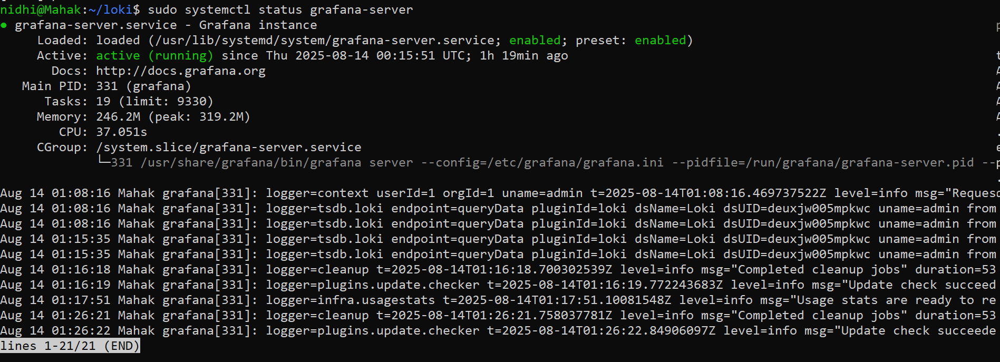 nidhi@Mahak:~/loki$ sudo systemctl status grafana-server
● grafana-server.service - Grafana instance
     Loaded: loaded (/usr/lib/systemd/system/grafana-server.service; enabled; preset: enabled)
     Active: active (running) since Thu 2025-08-14 00:15:51 UTC; 1h 19min ago
       Docs: http://docs.grafana.org
   Main PID: 331 (grafana)
      Tasks: 19 (limit: 9330)
     Memory: 246.2M (peak: 319.2M)
        CPU: 37.051s
     CGroup: /system.slice/grafana-server.service
             └─331 /usr/share/grafana/bin/grafana server --config=/etc/grafana/grafana.ini --pidfile=/run/grafana/grafana-server.pid --p
Aug 14 01:08:16 Mahak grafana[331]: logger=context userId=1 orgId=1 uname=admin t=2025-08-14T01:08:16.469737522Z level=info msg="Reques
Aug 14 01:08:16 Mahak grafana[331]: logger=tsdb.loki endpoint=queryData pluginId=loki dsName=Loki dsUID=deuxjw005mpkwc uname=admin from
Aug 14 01:08:16 Mahak grafana[331]: logger=tsdb.loki endpoint=queryData pluginId=loki dsName=Loki dsUID=deuxjw005mpkwc uname=admin from
Aug 14 01:15:35 Mahak grafana[331]: logger=tsdb.loki endpoint=queryData pluginId=loki dsName=Loki dsUID=deuxjw005mpkwc uname=admin from
Aug 14 01:15:35 Mahak grafana[331]: logger=tsdb.loki endpoint=queryData pluginId=loki dsName=Loki dsUID=deuxjw005mpkwc uname=admin from
Aug 14 01:16:18 Mahak grafana[331]: logger=cleanup t=2025-08-14T01:16:18.700302539Z level=info msg="Completed cleanup jobs" duration=53
Aug 14 01:16:19 Mahak grafana[331]: logger=plugins.update.checker t=2025-08-14T01:16:19.772243683Z level=info msg="Update check succeed
Aug 14 01:17:51 Mahak grafana[331]: logger=infra.usagestats t=2025-08-14T01:17:51.10081548Z level=info msg="Usage stats are ready to re
Aug 14 01:26:21 Mahak grafana[331]: logger=cleanup t=2025-08-14T01:26:21.758037781Z level=info msg="Completed cleanup jobs" duration=53
Aug 14 01:26:22 Mahak grafana[331]: logger=plugins.update.checker t=2025-08-14T01:26:22.84906097Z level=info msg="Update check succeede
lines 1-21/21 (END)